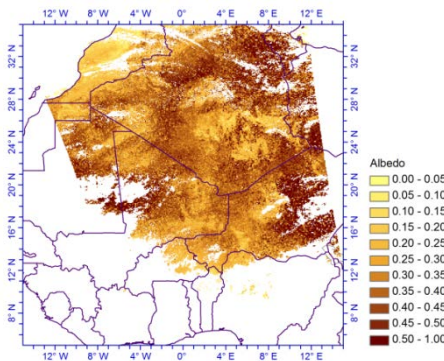 12° W 8° W 4° W 0° 4° E 8° E 12° E
32° N
28° N
24° N
20° N
16° N
12° N
8° N
32° N
28° N
24° N
20° N
16° N
12° N
8° N
12° W 8° W 4° W 0° 4° E 8° E 12° E
Albedo
0.00 - 0.05
0.05 - 0.10
0.10 - 0.15
0.15 - 0.20
0.20 - 0.25
0.25 - 0.30
0.30 - 0.35
0.35 - 0.40
0.40 - 0.45
0.45 - 0.50
0.50 - 1.00